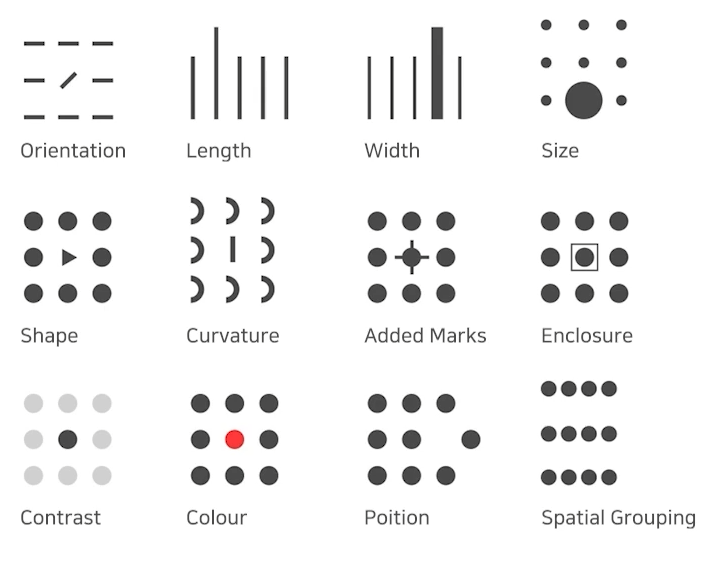 Orientation
Length
Width
Size
Shape
Curvature
Added Marks
Enclosure
Contrast
Colour
Poition
Spatial Grouping